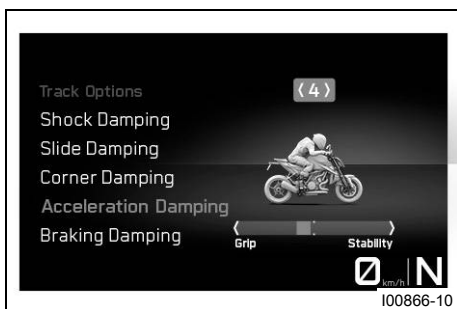 Track Options
⟨4⟩
Shock Damping
Slide Damping
Corner Damping
Acceleration Damping
Braking Damping
Grip
Stability
0 km/h N
I00866-10